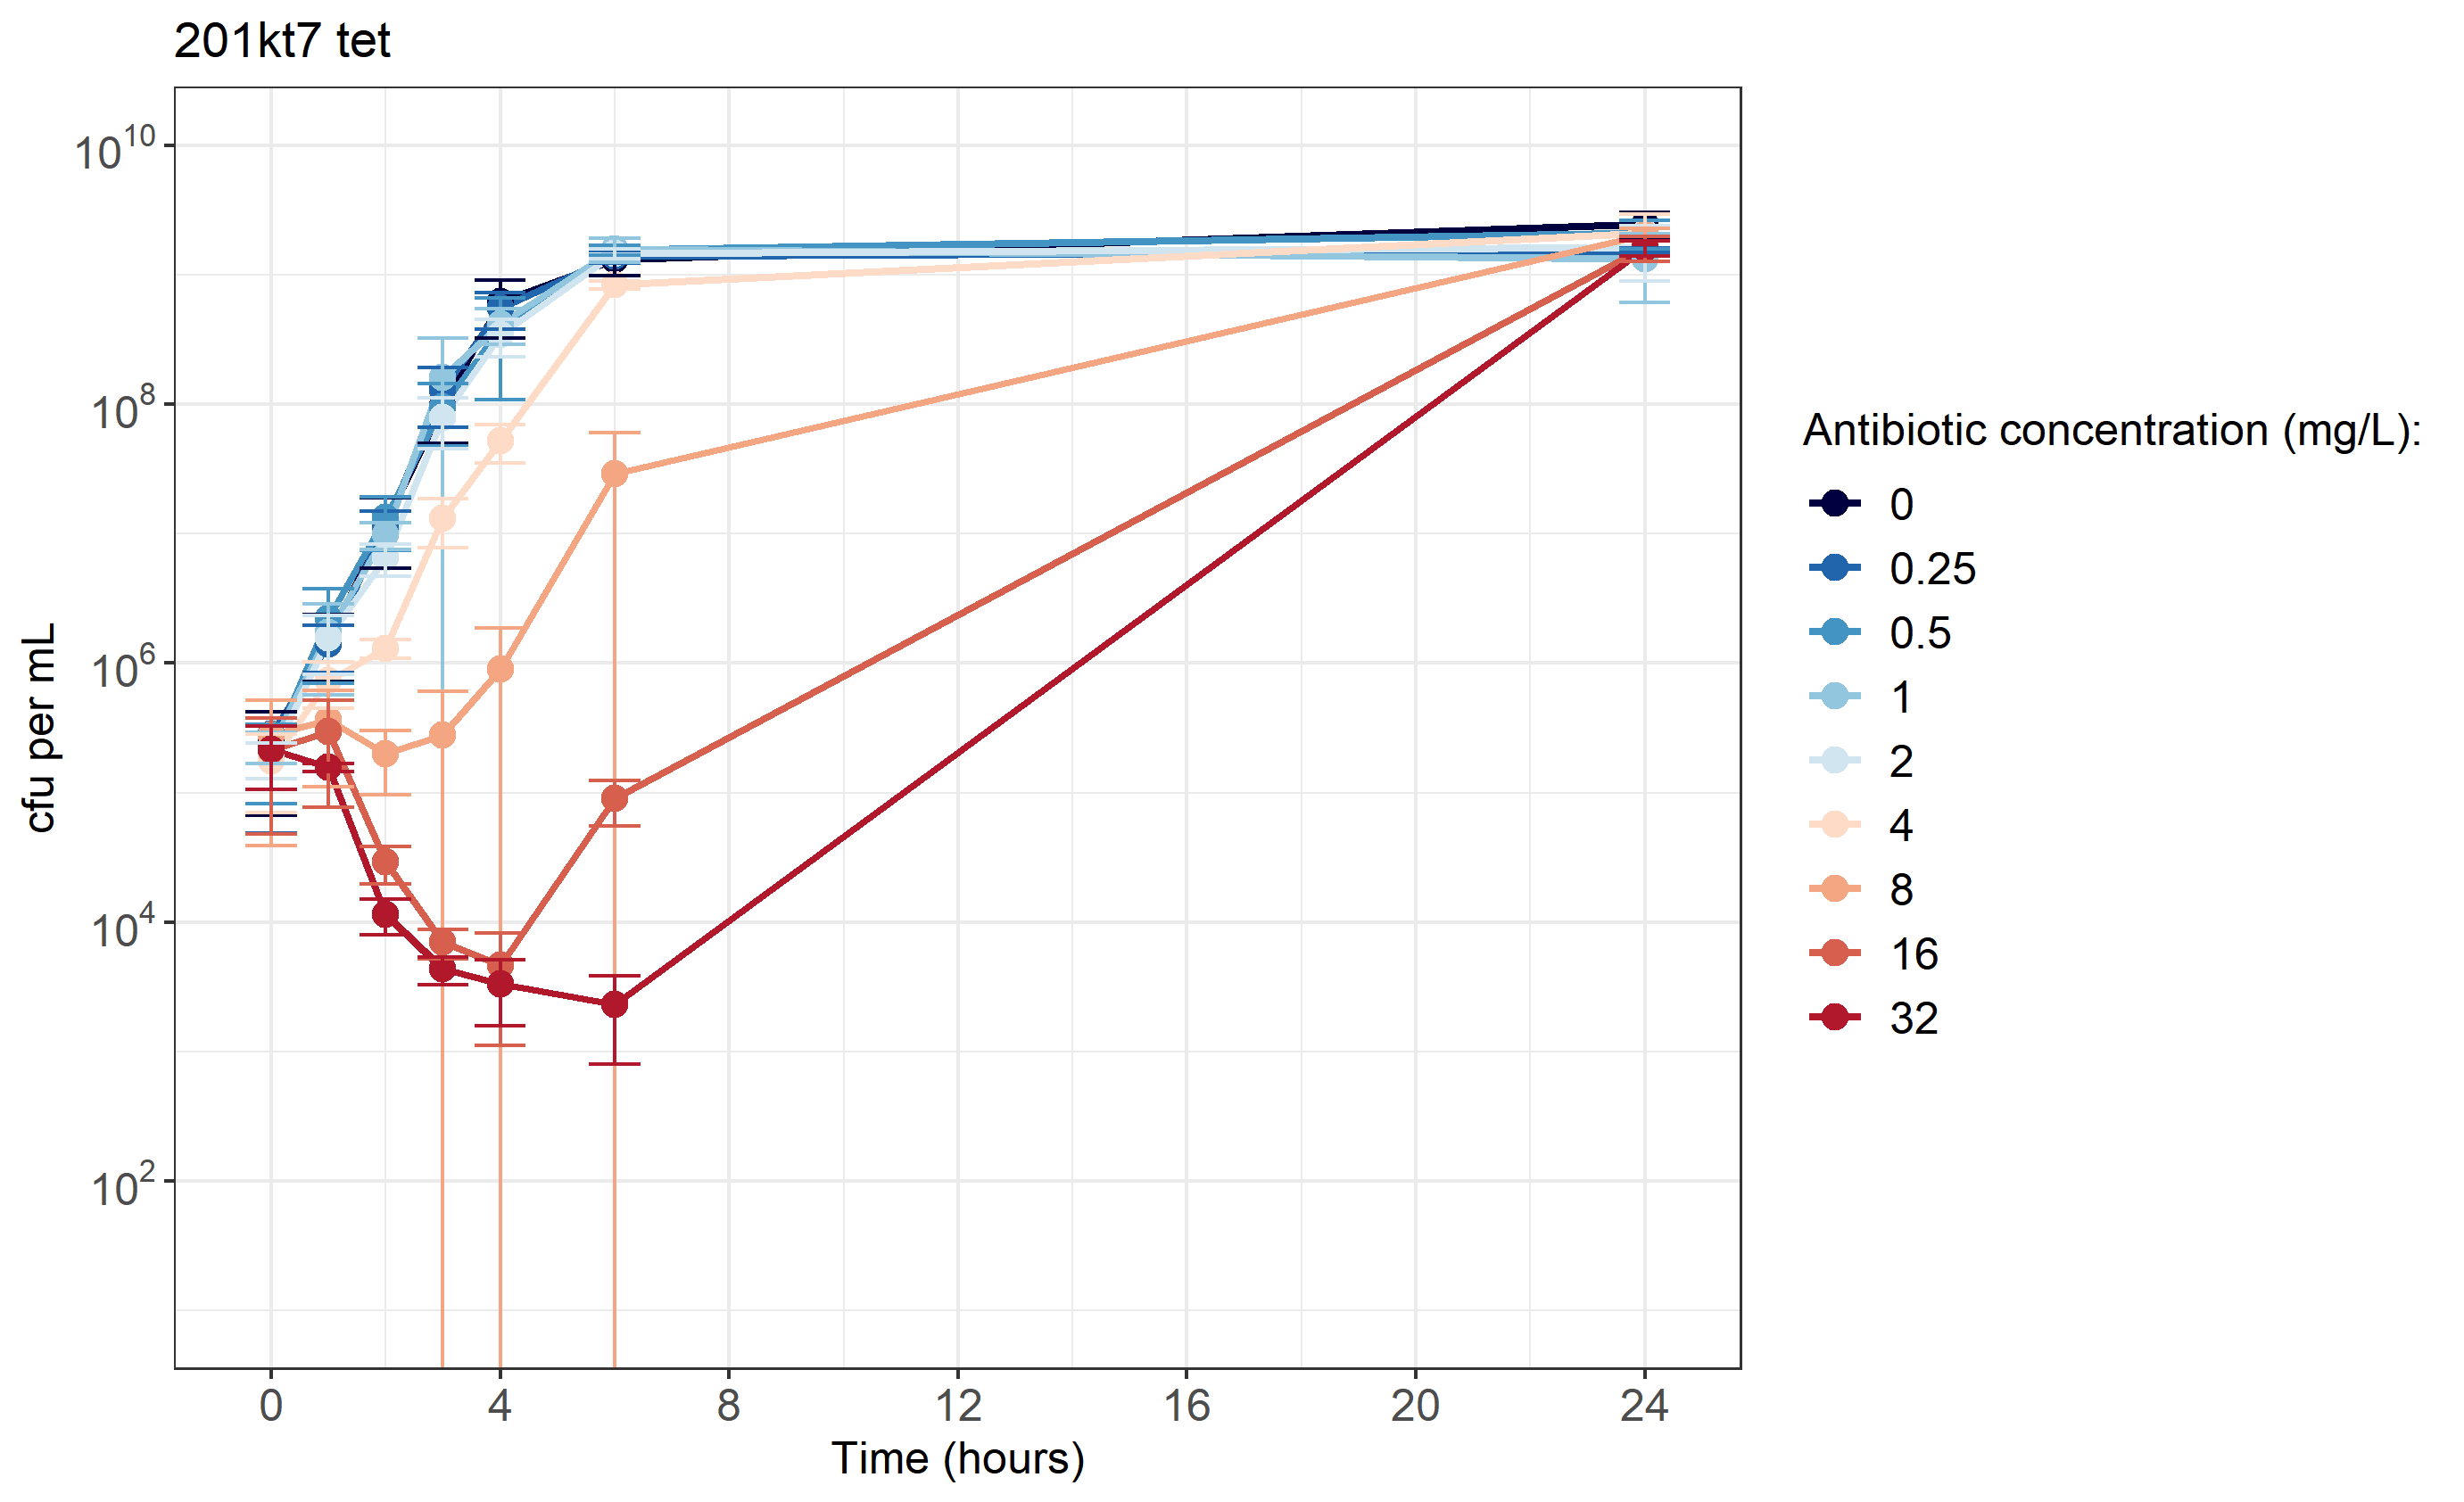 201kt7 tet
10^10
10^8
10^6
10^4
10^2
cfu per mL
0 4 8 12 16 20 24
Time (hours)
Antibiotic concentration (mg/L):
0
0.25
0.5
1
2
4
8
16
32